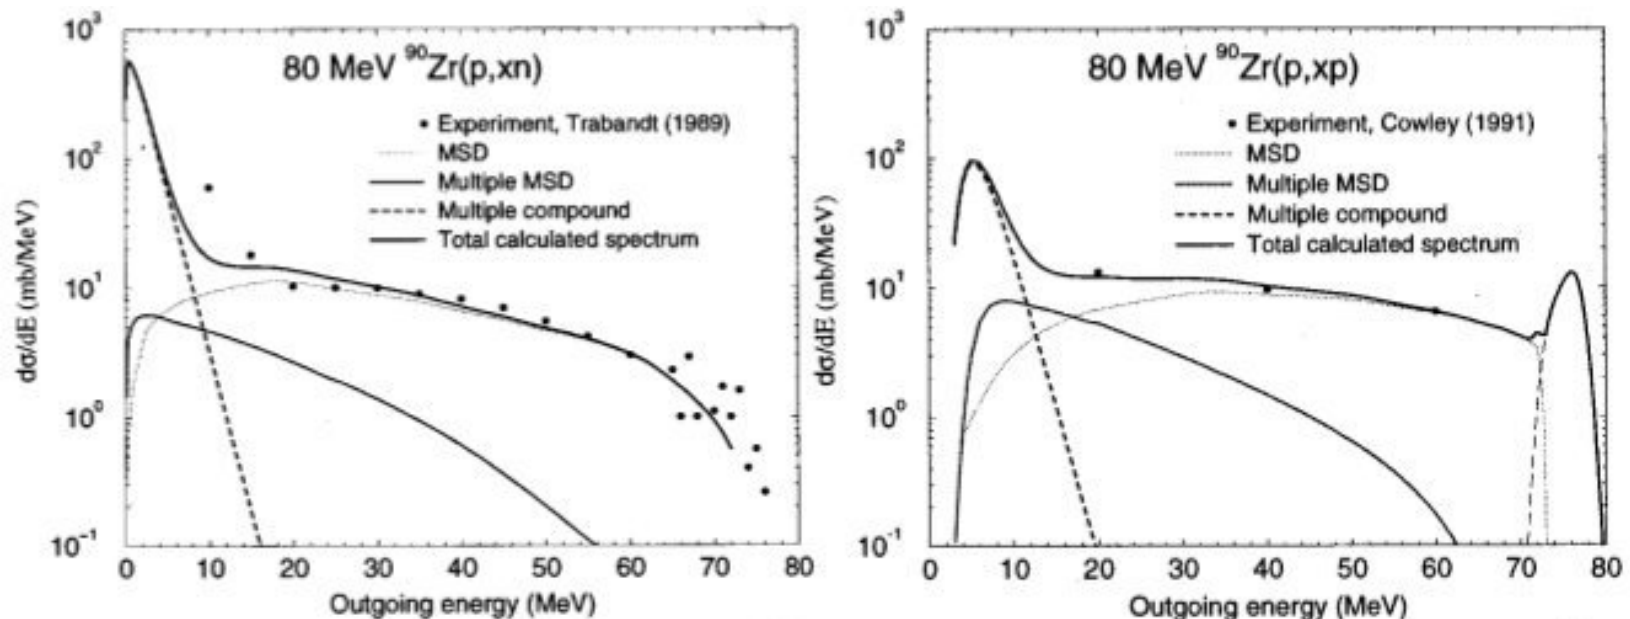 80 MeV ⁹⁰Zr(p,xn)
Experiment, Trabandt (1989)
MSD
Multiple MSD
Multiple compound
Total calculated spectrum
dσ/dE (mb/MeV)
10³
10²
10¹
10⁰
10⁻¹
0 10 20 30 40 50 60 70 80
Outgoing energy (MeV)
80 MeV ⁹⁰Zr(p,xp)
Experiment, Cowley (1991)
MSD
Multiple MSD
Multiple compound
Total calculated spectrum
dσ/dE (mb/MeV)
10³
10²
10¹
10⁰
10⁻¹
0 10 20 30 40 50 60 70 80
Outgoing energy (MeV)